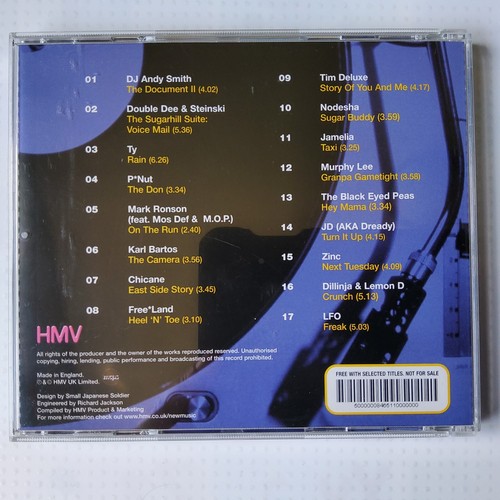 01 DJ Andy Smith
The Document II (4.02)
02 Double Dee & Steinski
The Sugarhill Suite:
Voice Mail (5.36)
03 Ty
Rain (6.26)
04 P*Nut
The Don (3.34)
05 Mark Ronson
(feat. Mos Def & M.O.P.)
On The Run (2.40)
06 Karl Bartos
The Camera (3.56)
07 Chicane
East Side Story (3.45)
08 Free*Land
Heel 'N' Toe (3.10)
09 Tim Deluxe
Story Of You And Me (4.17)
10 Nodesha
Sugar Buddy (3.59)
11 Jamelia
Taxi (3.25)
12 Murphy Lee
Granpa Gametight (3.58)
13 The Black Eyed Peas
Hey Mama (3.34)
14 JD (AKA Dready)
Turn It Up (4.15)
15 Zinc
Next Tuesday (4.09)
16 Dillinja & Lemon D
Crunch (5.13)
17 LFO
Freak (5.03)
HMV
All rights of the producer and the owner of the works reproduced reserved. Unauthorised
copying, hiring, lending, public performance and broadcasting of this record prohibited.
Made in England.
℗ & © HMV UK Limited.
Design by Small Japanese Soldier
Engineered by Richard Jackson
Compiled by HMV Product & Marketing
For more information check out www.hmv.co.uk/newmusic
FREE WITH SELECTED TITLES. NOT FOR SALE